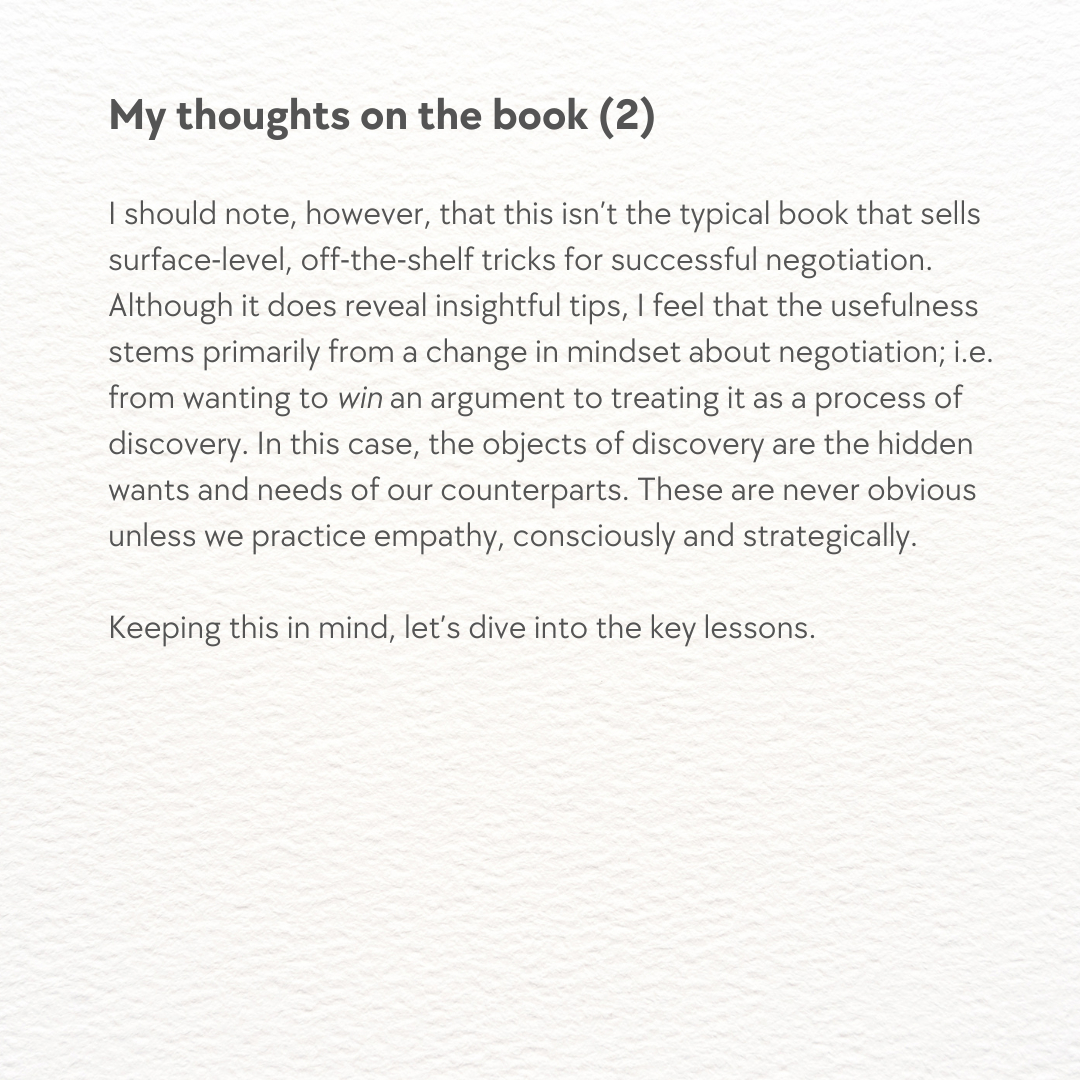 My thoughts on the book (2)
I should note, however, that this isn't the typical book that sells
surface-level, off-the-shelf tricks for successful negotiation.
Although it does reveal insightful tips, I feel that the usefulness
stems primarily from a change in mindset about negotiation; i.e.
from wanting to win an argument to treating it as a process of
discovery. In this case, the objects of discovery are the hidden
wants and needs of our counterparts. These are never obvious
unless we practice empathy, consciously and strategically.
Keeping this in mind, let's dive into the key lessons.